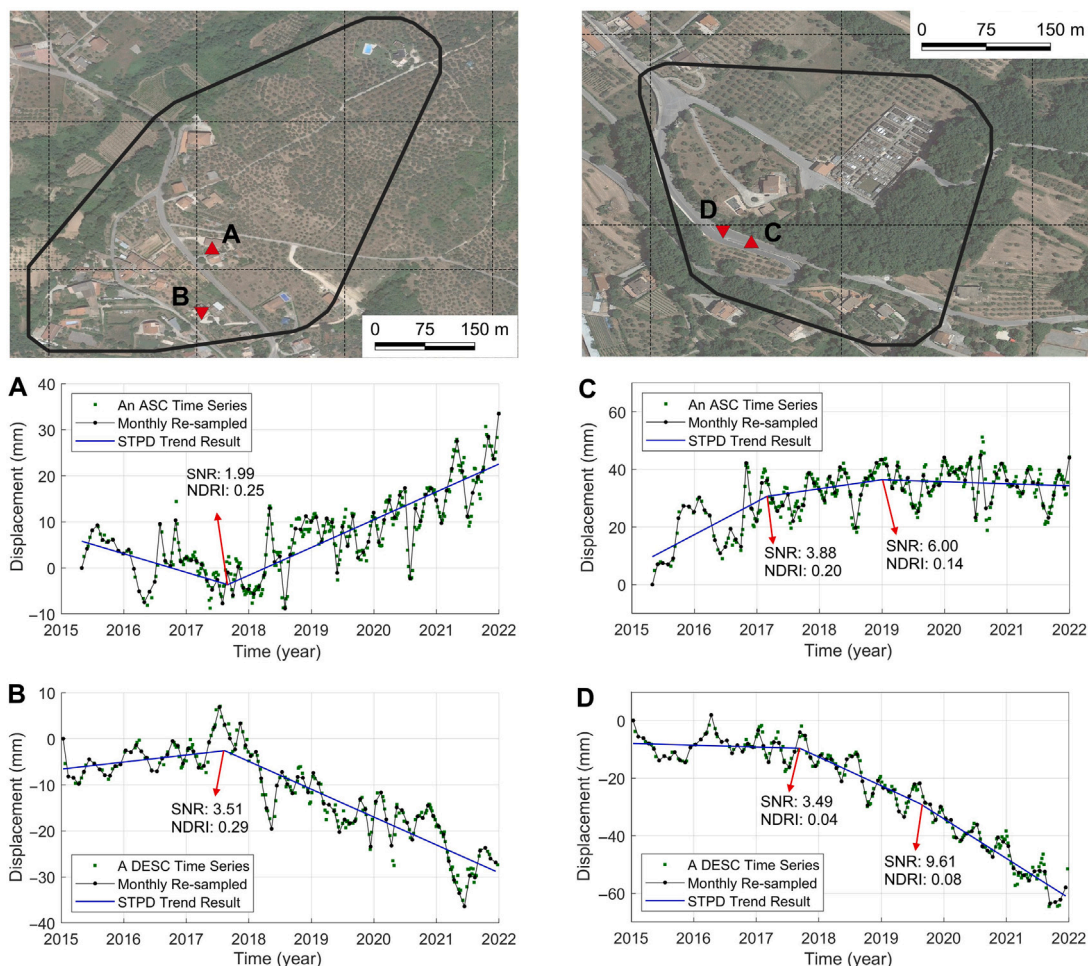 0 75 150 m
A
B
0 75 150 m
D
C
A
40
30
20
10
0
−10
Displacement (mm)
An ASC Time Series
Monthly Re-sampled
STPD Trend Result
SNR: 1.99
NDRI: 0.25
2015 2016 2017 2018 2019 2020 2021 2022
Time (year)
C
60
40
20
0
Displacement (mm)
An ASC Time Series
Monthly Re-sampled
STPD Trend Result
SNR: 3.88
NDRI: 0.20
SNR: 6.00
NDRI: 0.14
2015 2016 2017 2018 2019 2020 2021 2022
Time (year)
B
10
0
−10
−20
−30
−40
Displacement (mm)
SNR: 3.51
NDRI: 0.29
A DESC Time Series
Monthly Re-sampled
STPD Trend Result
2015 2016 2017 2018 2019 2020 2021 2022
Time (year)
D
0
−20
−40
−60
Displacement (mm)
SNR: 3.49
NDRI: 0.04
SNR: 9.61
NDRI: 0.08
A DESC Time Series
Monthly Re-sampled
STPD Trend Result
2015 2016 2017 2018 2019 2020 2021 2022
Time (year)